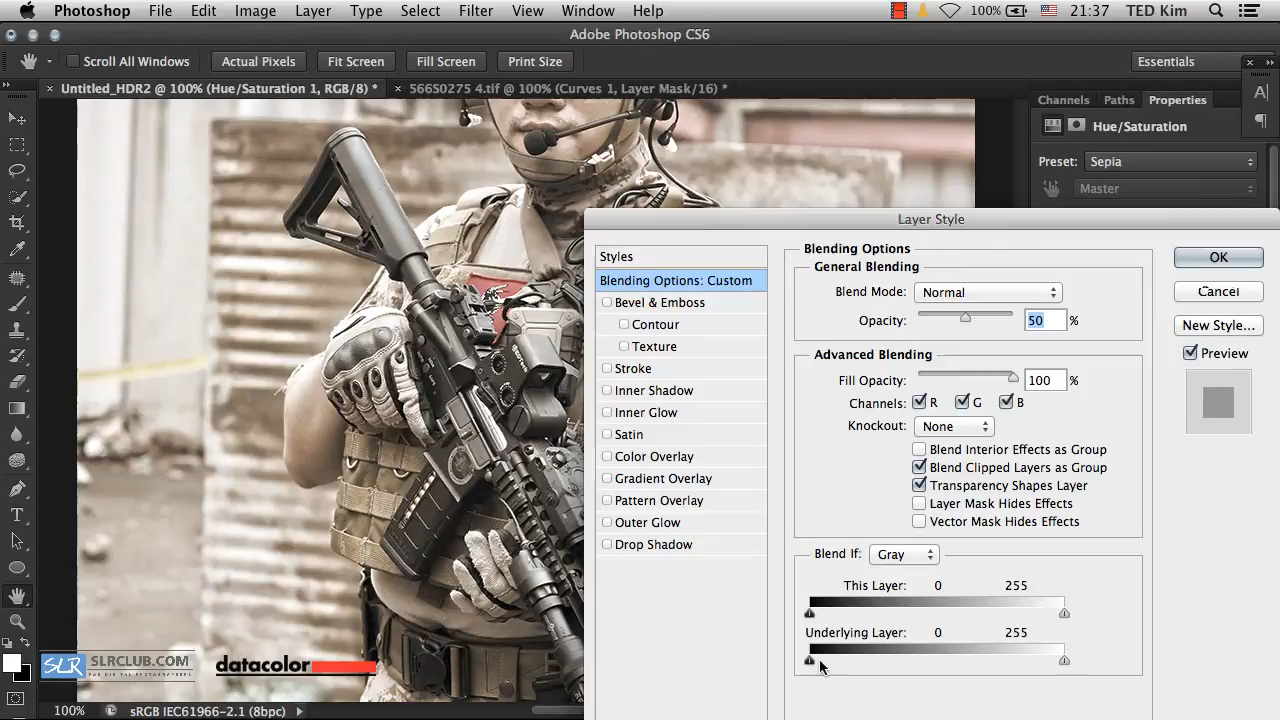 Photoshop File Edit Image Layer Type Select Filter View Window Help 100% 21:37 TED Kim
Adobe Photoshop CS6
Scroll All Windows Actual Pixels Fit Screen Fill Screen Print Size Essentials
Untitled_HDR2 @ 100% (Hue/Saturation 1, RGB/8) * 566S0275 4.tif @ 100% (Curves 1, Layer Mask/16) *
Channels Paths Properties
Hue/Saturation
Preset: Sepia
Master
Layer Style
Styles
Blending Options: Custom
Bevel & Emboss
Contour
Texture
Stroke
Inner Shadow
Inner Glow
Satin
Color Overlay
Gradient Overlay
Pattern Overlay
Outer Glow
Drop Shadow
Blending Options
General Blending
Blend Mode: Normal
Opacity: 50 %
Advanced Blending
Fill Opacity: 100 %
Channels: R G B
Knockout: None
Blend Interior Effects as Group
Blend Clipped Layers as Group
Transparency Shapes Layer
Layer Mask Hides Effects
Vector Mask Hides Effects
Blend If: Gray
This Layer: 0 255
Underlying Layer: 0 255
OK
Cancel
New Style...
Preview
SLR SLRCLUB.COM
datacolor
100% sRGB IEC61966-2.1 (8bpc)